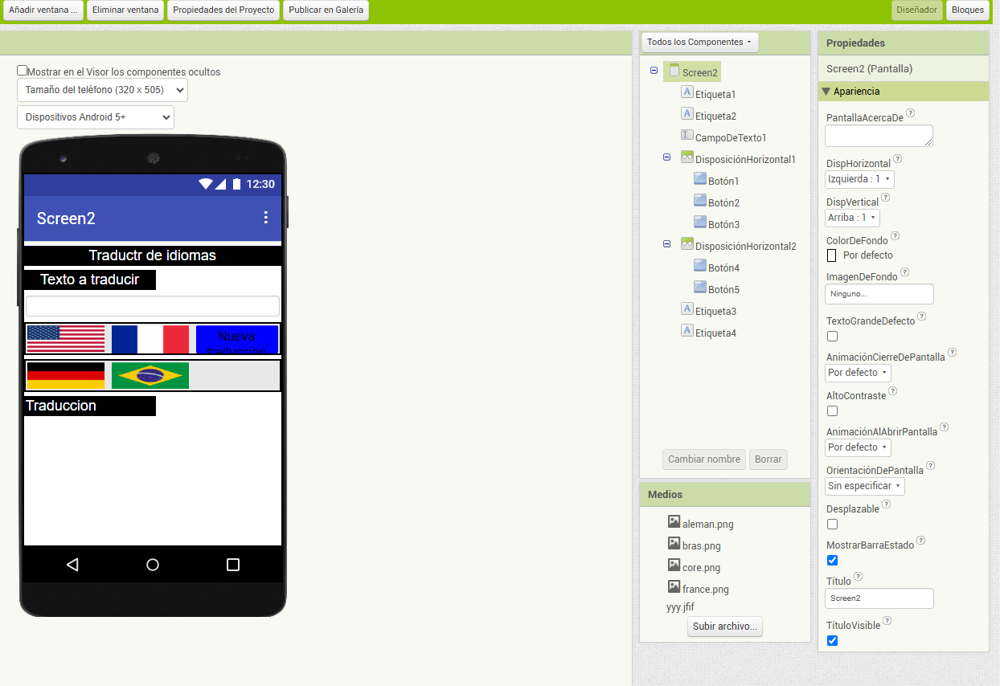 Añadir ventana ... Eliminar ventana Propiedades del Proyecto Publicar en Galería Diseñador Bloques
Mostrar en el Visor los componentes ocultos
Tamaño del teléfono (320 x 505)
Dispositivos Android 5+
12:30
Screen2
Traductr de idiomas
Texto a traducir
Nueva
traducción
Traduccion
Todos los Componentes
Screen2
Etiqueta1
Etiqueta2
CampoDeTexto1
DisposiciónHorizontal1
Botón1
Botón2
Botón3
DisposiciónHorizontal2
Botón4
Botón5
Etiqueta3
Etiqueta4
Cambiar nombre Borrar
Medios
aleman.png
bras.png
core.png
france.png
yyy.jfif
Subir archivo...
Propiedades
Screen2 (Pantalla)
Apariencia
PantallaAcercaDe ?
DispHorizontal ?
Izquierda : 1
DispVertical ?
Arriba : 1
ColorDeFondo ?
Por defecto
ImagenDeFondo ?
Ninguno...
TextoGrandeDefecto ?
AnimaciónCierreDePantalla ?
Por defecto
AltoContraste ?
AnimaciónAlAbrirPantalla ?
Por defecto
OrientaciónDePantalla ?
Sin especificar
Desplazable ?
MostrarBarraEstado ?
Título ?
Screen2
TítuloVisible ?